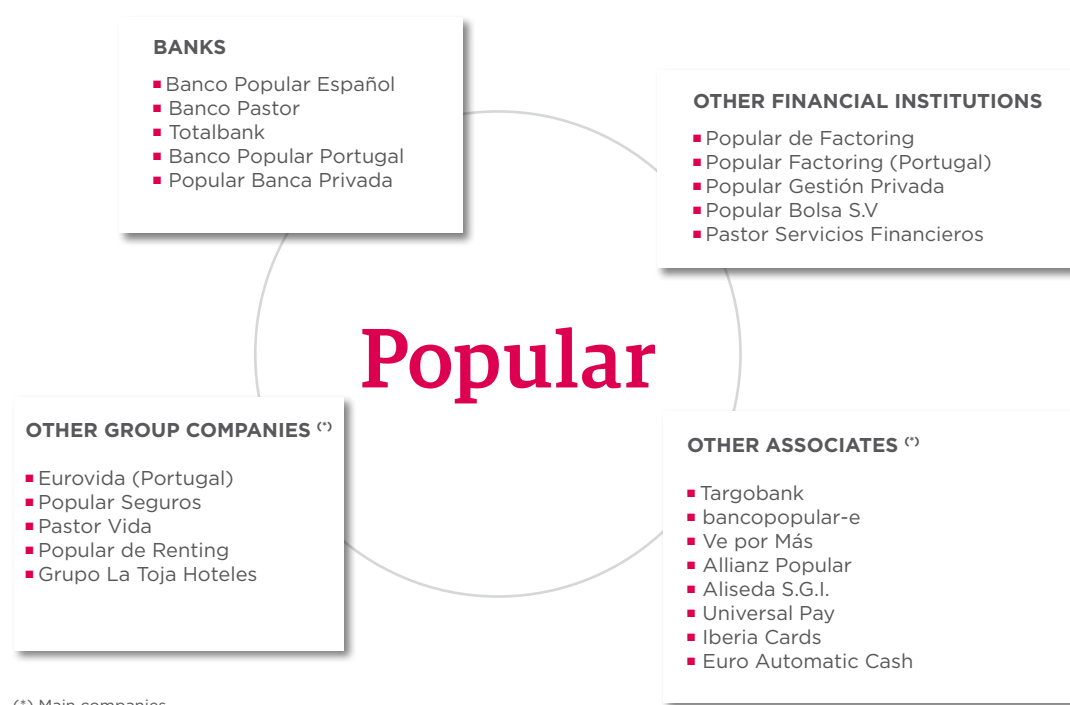 BANKS
Banco Popular Español
Banco Pastor
Totalbank
Banco Popular Portugal
Popular Banca Privada
OTHER FINANCIAL INSTITUTIONS
Popular de Factoring
Popular Factoring (Portugal)
Popular Gestión Privada
Popular Bolsa S.V
Pastor Servicios Financieros
Popular
OTHER GROUP COMPANIES (*)
Eurovida (Portugal)
Popular Seguros
Pastor Vida
Popular de Renting
Grupo La Toja Hoteles
OTHER ASSOCIATES (*)
Targobank
bancopopular-e
Ve por Más
Allianz Popular
Aliseda S.G.I.
Universal Pay
Iberia Cards
Euro Automatic Cash
(*) Main companies